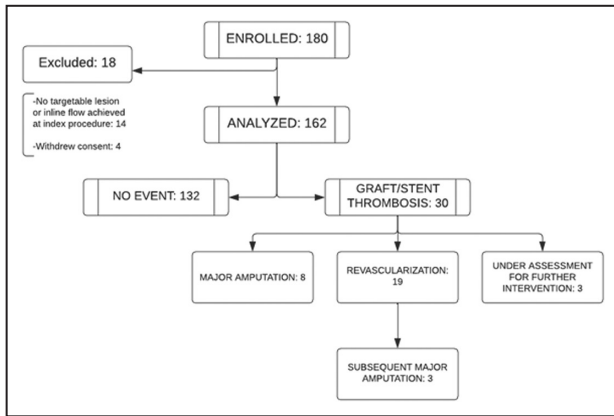 ENROLLED: 180
Excluded: 18
-No targetable lesion
or inline flow achieved
at index procedure: 14
-Withdrew consent: 4
ANALYZED: 162
NO EVENT: 132
GRAFT/STENT
THROMBOSIS: 30
MAJOR AMPUTATION: 8
REVASCULARIZATION:
19
UNDER ASSESSMENT
FOR FURTHER
INTERVENTION: 3
SUBSEQUENT MAJOR
AMPUTATION: 3